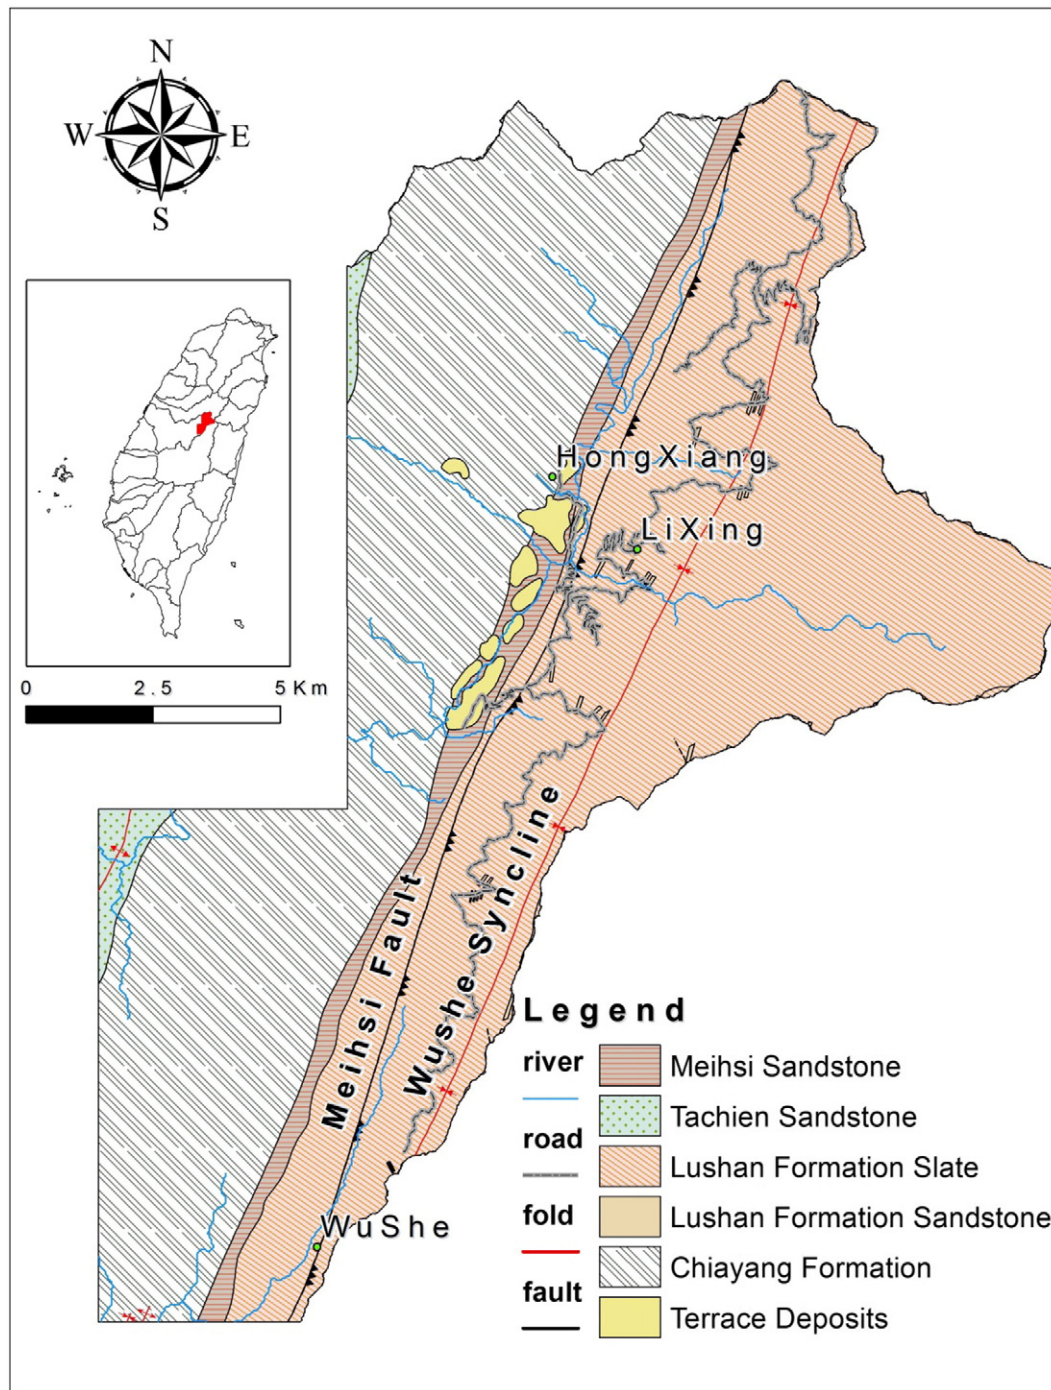 N
W E
S
0 2.5 5 Km
HongXiang
LiXing
Meihsi Fault
Wushe Syncline
WuShe
Legend
river
road
fold
fault
Meihsi Sandstone
Tachien Sandstone
Lushan Formation Slate
Lushan Formation Sandstone
Chiayang Formation
Terrace Deposits